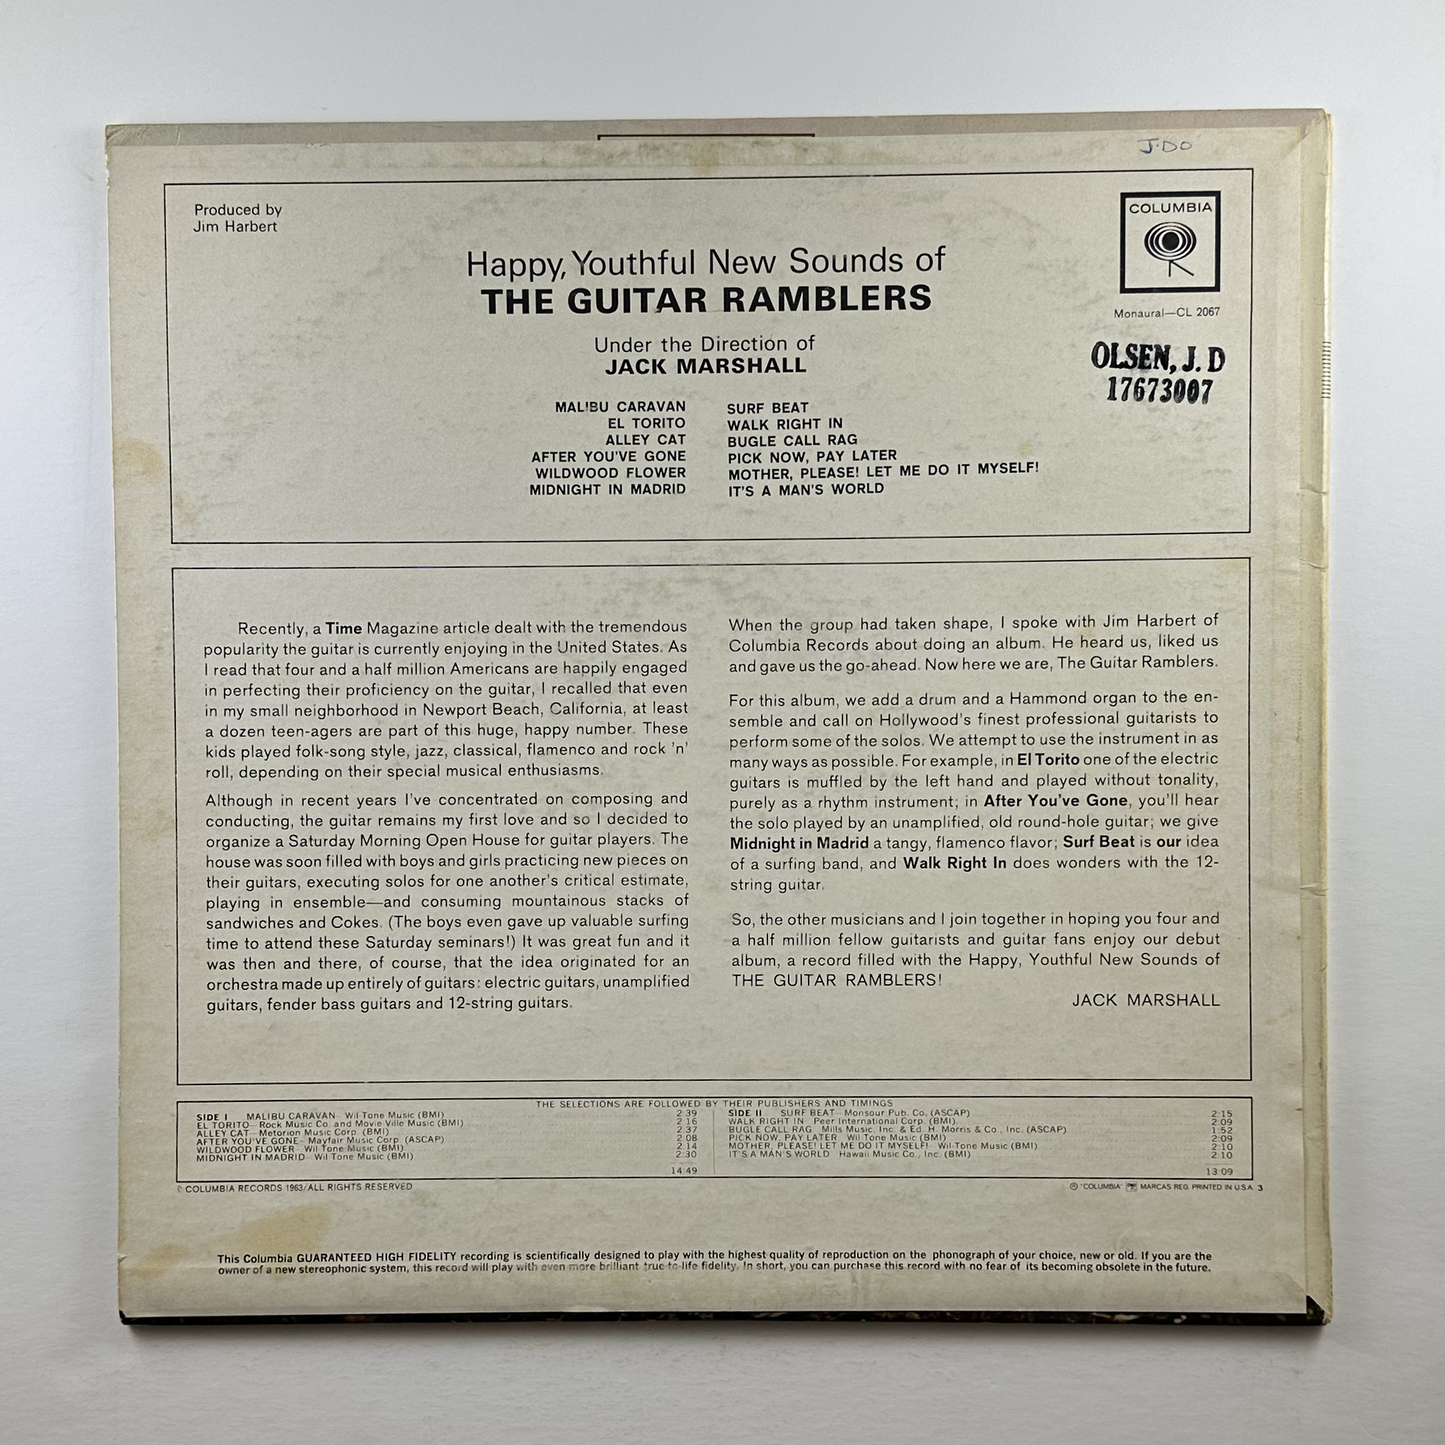 J.DO
Produced by
Jim Harbert
COLUMBIA
Happy, Youthful New Sounds of
THE GUITAR RAMBLERS
Monaural—CL 2067
Under the Direction of
JACK MARSHALL
OLSEN, J. D
17673007
MALIBU CARAVAN
EL TORITO
ALLEY CAT
AFTER YOU'VE GONE
WILDWOOD FLOWER
MIDNIGHT IN MADRID
SURF BEAT
WALK RIGHT IN
BUGLE CALL RAG
PICK NOW, PAY LATER
MOTHER, PLEASE! LET ME DO IT MYSELF!
IT'S A MAN'S WORLD
Recently, a Time Magazine article dealt with the tremendous
popularity the guitar is currently enjoying in the United States. As
I read that four and a half million Americans are happily engaged
in perfecting their proficiency on the guitar, I recalled that even
in my small neighborhood in Newport Beach, California, at least
a dozen teen-agers are part of this huge, happy number. These
kids played folk-song style, jazz, classical, flamenco and rock 'n'
roll, depending on their special musical enthusiasms.
Although in recent years I've concentrated on composing and
conducting, the guitar remains my first love and so I decided to
organize a Saturday Morning Open House for guitar players. The
house was soon filled with boys and girls practicing new pieces on
their guitars, executing solos for one another's critical estimate,
playing in ensemble—and consuming mountainous stacks of
sandwiches and Cokes. (The boys even gave up valuable surfing
time to attend these Saturday seminars!) It was great fun and it
was then and there, of course, that the idea originated for an
orchestra made up entirely of guitars: electric guitars, unamplified
guitars, fender bass guitars and 12-string guitars.
When the group had taken shape, I spoke with Jim Harbert of
Columbia Records about doing an album. He heard us, liked us
and gave us the go-ahead. Now here we are, The Guitar Ramblers.
For this album, we add a drum and a Hammond organ to the en-
semble and call on Hollywood's finest professional guitarists to
perform some of the solos. We attempt to use the instrument in as
many ways as possible. For example, in El Torito one of the electric
guitars is muffled by the left hand and played without tonality,
purely as a rhythm instrument; in After You've Gone, you'll hear
the solo played by an unamplified, old round-hole guitar; we give
Midnight in Madrid a tangy, flamenco flavor; Surf Beat is our idea
of a surfing band, and Walk Right In does wonders with the 12-
string guitar.
So, the other musicians and I join together in hoping you four and
a half million fellow guitarists and guitar fans enjoy our debut
album, a record filled with the Happy, Youthful New Sounds of
THE GUITAR RAMBLERS!
JACK MARSHALL
THE SELECTIONS ARE FOLLOWED BY THEIR PUBLISHERS AND TIMINGS
SIDE I MALIBU CARAVAN Wil Tone Music (BMI) 2:39
EL TORITO Rock Music Co. and Movie Ville Music (BMI) 2:16
ALLEY CAT Metorion Music Corp. (BMI) 2:37
AFTER YOU'VE GONE Mayfair Music Corp. (ASCAP) 2:08
WILDWOOD FLOWER Wil Tone Music (BMI) 2:14
MIDNIGHT IN MADRID Wil Tone Music (BMI) 2:30
14:49
SIDE II SURF BEAT Monsour Pub. Co. (ASCAP) 2:15
WALK RIGHT IN Peer International Corp. (BMI) 2:09
BUGLE CALL RAG Mills Music, Inc. & Ed. H. Morris & Co., Inc. (ASCAP) 1:52
PICK NOW, PAY LATER Wil Tone Music (BMI) 2:09
MOTHER, PLEASE! LET ME DO IT MYSELF! Wil Tone Music (BMI) 2:10
IT'S A MAN'S WORLD Hawaii Music Co., Inc. (BMI) 2:10
13:09
© COLUMBIA RECORDS 1963/ALL RIGHTS RESERVED
® "COLUMBIA" MARCAS REG. PRINTED IN U.S.A. 3
This Columbia GUARANTEED HIGH FIDELITY recording is scientifically designed to play with the highest quality of reproduction on the phonograph of your choice, new or old. If you are the
owner of a new stereophonic system, this record will play with even more brilliant true-to-life fidelity. In short, you can purchase this record with no fear of its becoming obsolete in the future.